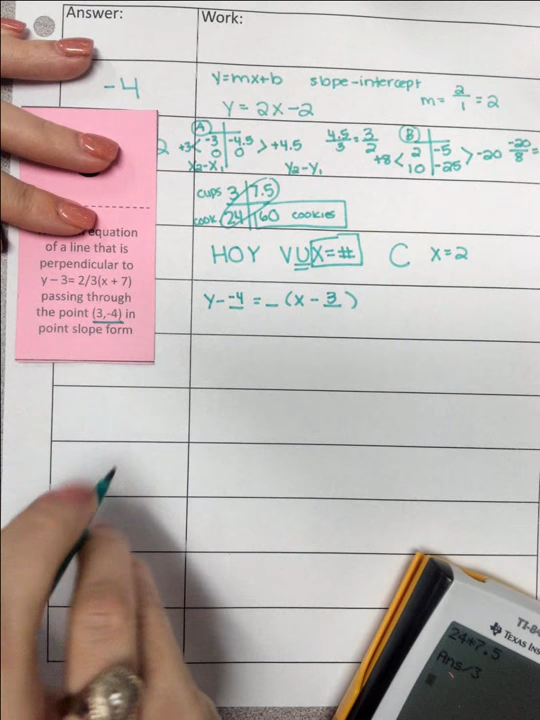 Answer:
Work:
-4
y=mx+b slope-intercept m= 2/1 = 2
y=2x-2
2 +3< -3 | -4.5 > +4.5 4.5/3 = 3/2 B
A 0 | 0 +8< 2 | -5 > -20 -20/8 =
10 | -25
x₂-x₁ y₂-y₁
cups 3 | 7.5
cook 24 | 60 cookies
HOY VUX=# C x=2
y--4=_(x-3)
equation
of a line that is
perpendicular to
y – 3= 2/3(x + 7)
passing through
the point (3,-4) in
point slope form
TI-84
TEXAS INS
24*7.5
Ans/3